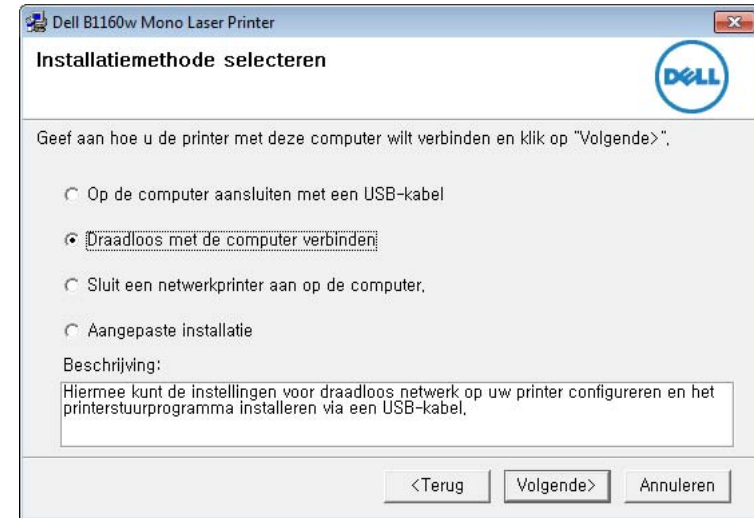 Dell B1160w Mono Laser Printer
Installatiemethode selecteren
DELL
Geef aan hoe u de printer met deze computer wilt verbinden en klik op "Volgende>",
Op de computer aansluiten met een USB-kabel
Draadloos met de computer verbinden
Sluit een netwerkprinter aan op de computer,
Aangepaste installatie
Beschrijving:
Hiermee kunt de instellingen voor draadloos netwerk op uw printer configureren en het
printerstuurprogramma installeren via een USB-kabel,
<Terug
Volgende>
Annuleren